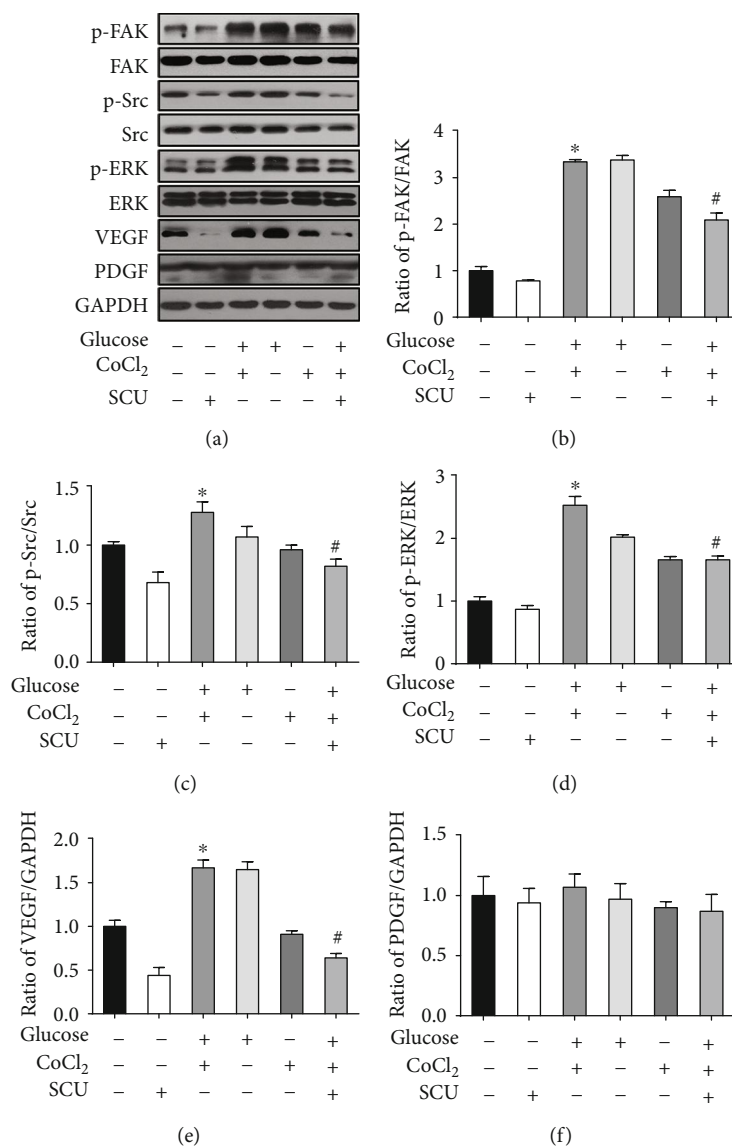 p-FAK
FAK
p-Src
Src
p-ERK
ERK
VEGF
PDGF
GAPDH
Glucose − − + + − +
CoCl₂ − − + − + +
SCU − + − − − +
(a)
Ratio of p-FAK/FAK
4
3
2
1
0
*
#
Glucose − − + + − +
CoCl₂ − − + − + +
SCU − + − − − +
(b)
Ratio of p-Src/Src
1.5
1.0
0.5
0.0
*
#
Glucose − − + + − +
CoCl₂ − − + − + +
SCU − + − − − +
(c)
Ratio of p-ERK/ERK
3
2
1
0
*
#
Glucose − − + + − +
CoCl₂ − − + − + +
SCU − + − − − +
(d)
Ratio of VEGF/GAPDH
2.0
1.5
1.0
0.5
0.0
*
#
Glucose − − + + − +
CoCl₂ − − + − + +
SCU − + − − − +
(e)
Ratio of PDGF/GAPDH
1.5
1.0
0.5
0.0
Glucose − − + + − +
CoCl₂ − − + − + +
SCU − + − − − +
(f)